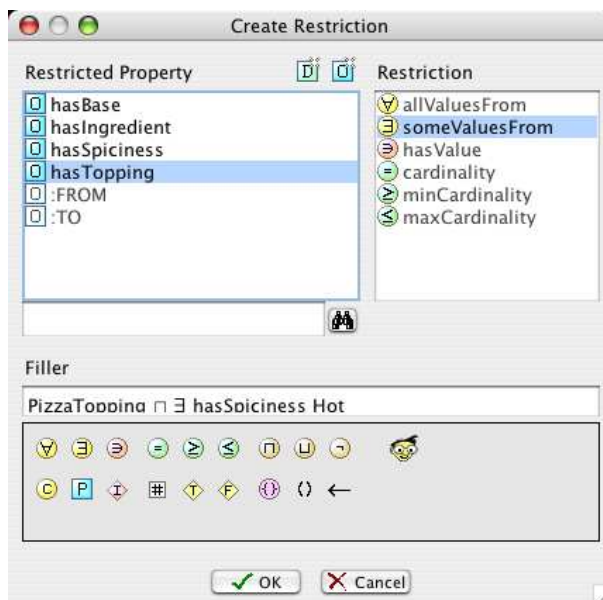 Create Restriction
Restricted Property
D
O
O hasBase
O hasIngredient
O hasSpiciness
O hasTopping
O :FROM
O :TO
Restriction
∀ allValuesFrom
∃ someValuesFrom
∋ hasValue
= cardinality
≥ minCardinality
≤ maxCardinality
Filler
PizzaTopping ⊓ ∃ hasSpiciness Hot
∀ ∃ ∋ = ≥ ≤ ⊓ ⊔ ¬
C P I # T F {} () ←
OK
Cancel